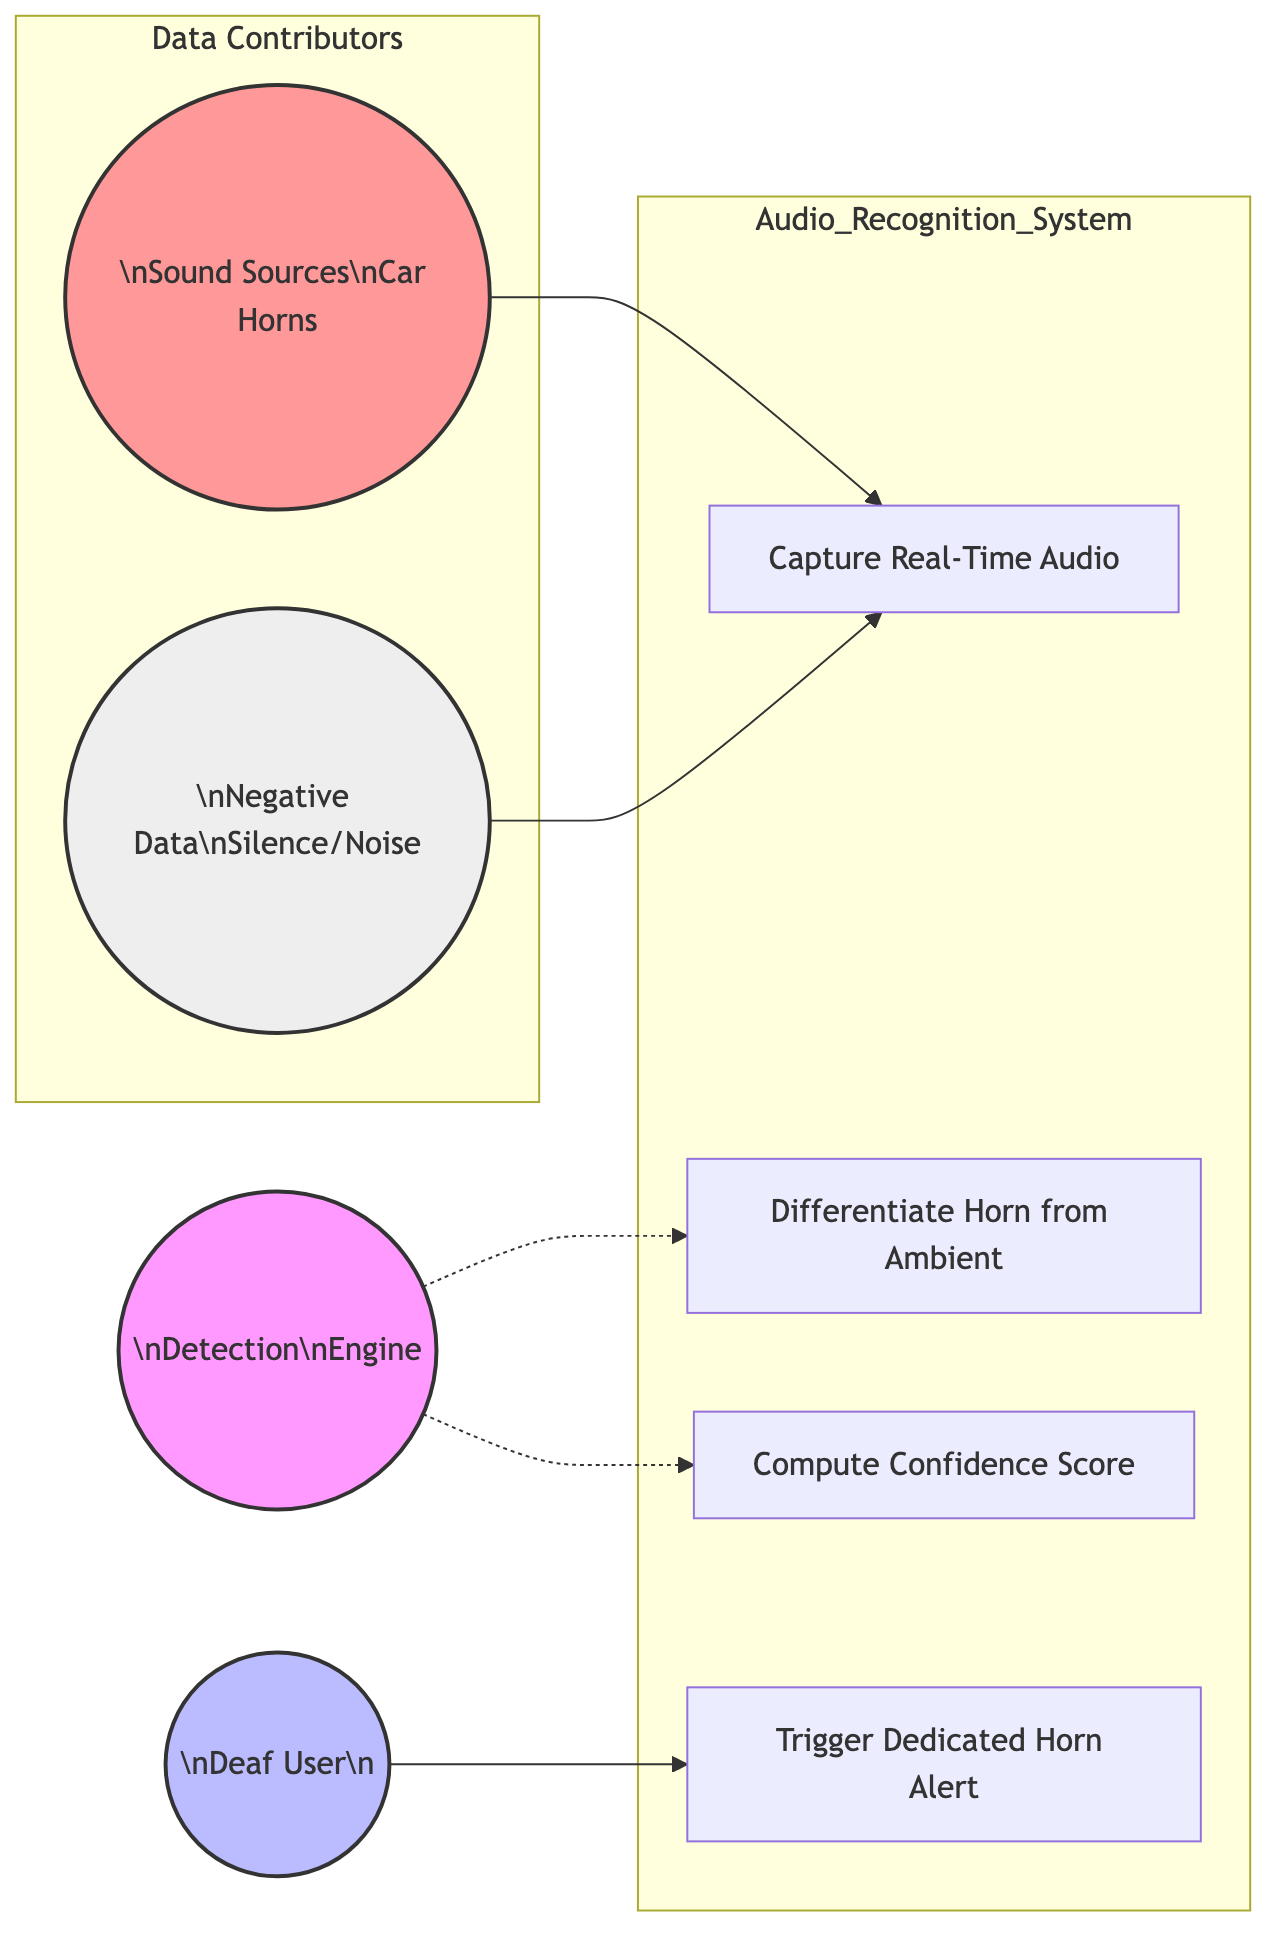 Data Contributors
\nSound Sources\nCar
Horns
Audio_Recognition_System
Capture Real-Time Audio
\nNegative
Data\nSilence/Noise
Differentiate Horn from
Ambient
\nDetection\nEngine
Compute Confidence Score
\nDeaf User\n
Trigger Dedicated Horn
Alert